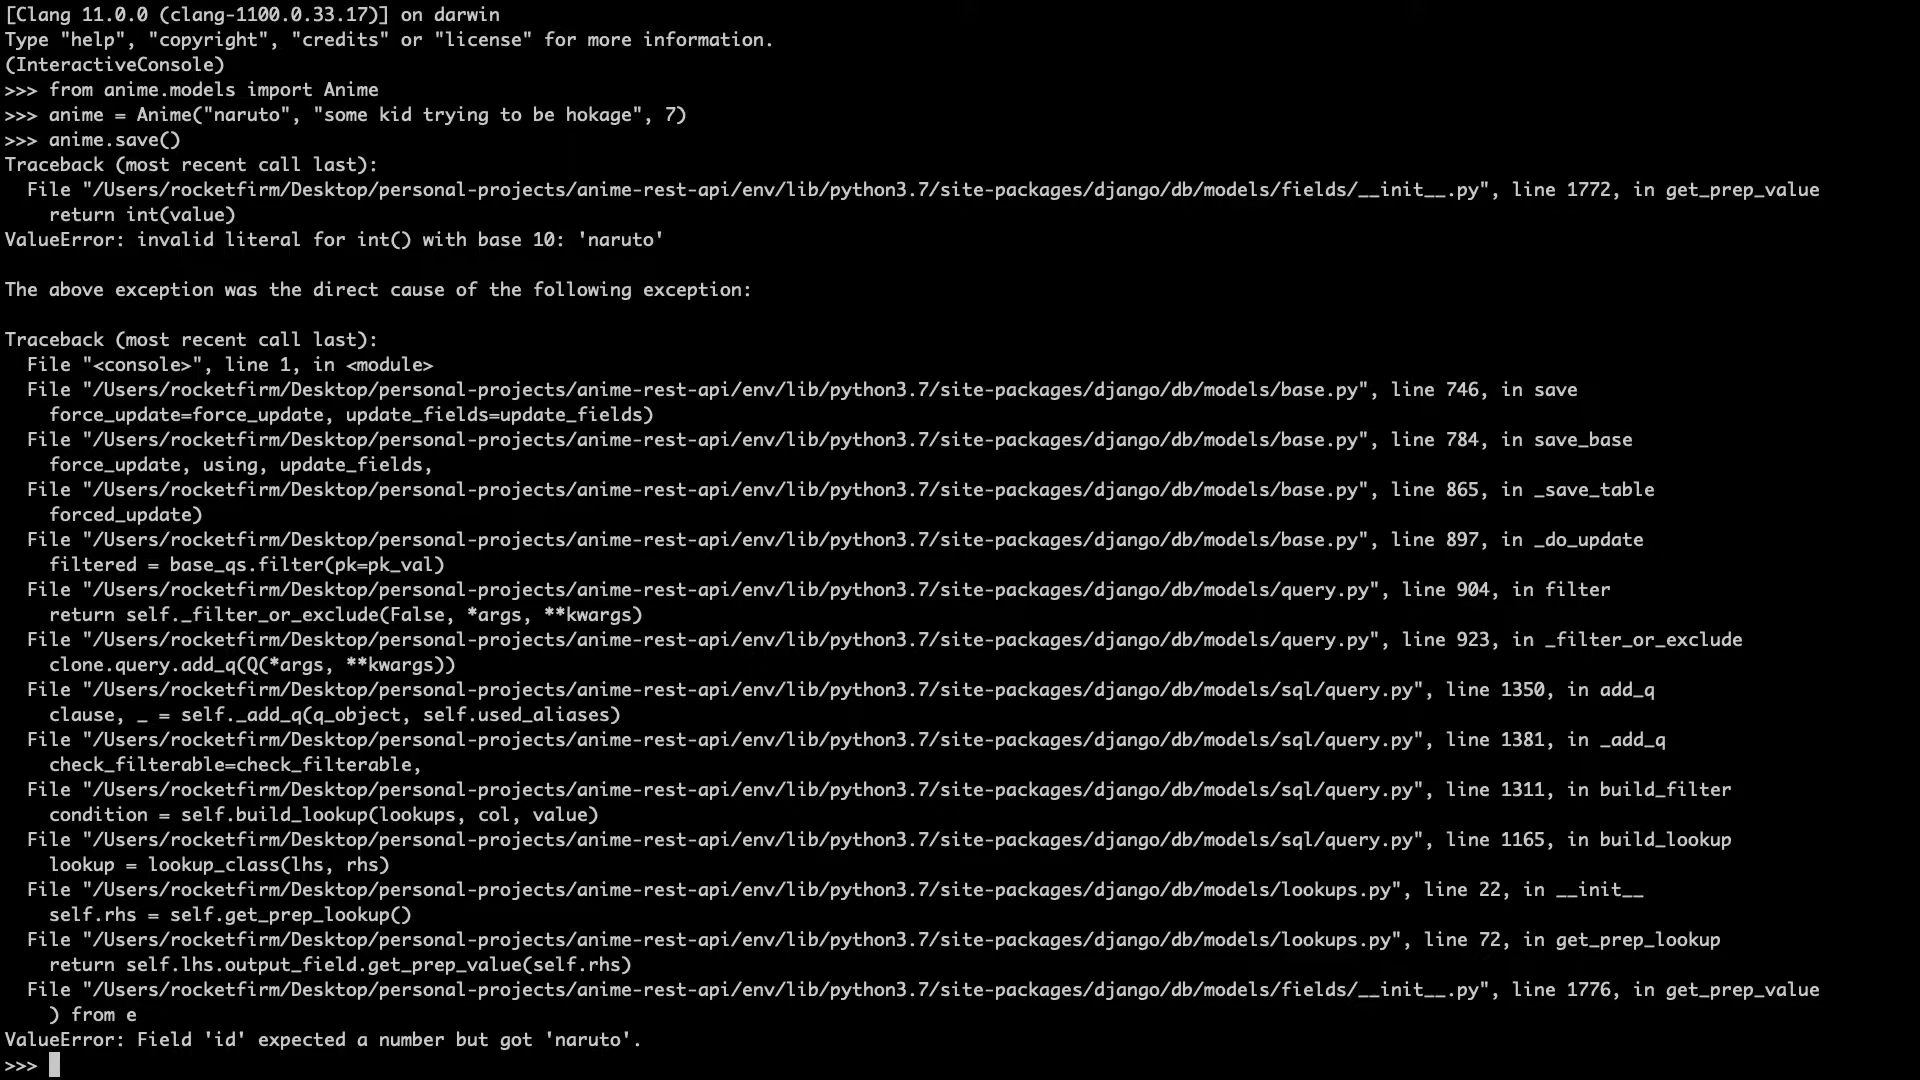 [Clang 11.0.0 (clang-1100.0.33.17)] on darwin
Type "help", "copyright", "credits" or "license" for more information.
(InteractiveConsole)
>>> from anime.models import Anime
>>> anime = Anime("naruto", "some kid trying to be hokage", 7)
>>> anime.save()
Traceback (most recent call last):
  File "/Users/rocketfirm/Desktop/personal-projects/anime-rest-api/env/lib/python3.7/site-packages/django/db/models/fields/__init__.py", line 1772, in get_prep_value
    return int(value)
ValueError: invalid literal for int() with base 10: 'naruto'

The above exception was the direct cause of the following exception:

Traceback (most recent call last):
  File "<console>", line 1, in <module>
  File "/Users/rocketfirm/Desktop/personal-projects/anime-rest-api/env/lib/python3.7/site-packages/django/db/models/base.py", line 746, in save
    force_update=force_update, update_fields=update_fields)
  File "/Users/rocketfirm/Desktop/personal-projects/anime-rest-api/env/lib/python3.7/site-packages/django/db/models/base.py", line 784, in save_base
    force_update, using, update_fields,
  File "/Users/rocketfirm/Desktop/personal-projects/anime-rest-api/env/lib/python3.7/site-packages/django/db/models/base.py", line 865, in _save_table
    forced_update)
  File "/Users/rocketfirm/Desktop/personal-projects/anime-rest-api/env/lib/python3.7/site-packages/django/db/models/base.py", line 897, in _do_update
    filtered = base_qs.filter(pk=pk_val)
  File "/Users/rocketfirm/Desktop/personal-projects/anime-rest-api/env/lib/python3.7/site-packages/django/db/models/query.py", line 904, in filter
    return self._filter_or_exclude(False, *args, **kwargs)
  File "/Users/rocketfirm/Desktop/personal-projects/anime-rest-api/env/lib/python3.7/site-packages/django/db/models/query.py", line 923, in _filter_or_exclude
    clone.query.add_q(Q(*args, **kwargs))
  File "/Users/rocketfirm/Desktop/personal-projects/anime-rest-api/env/lib/python3.7/site-packages/django/db/models/sql/query.py", line 1350, in add_q
    clause, _ = self._add_q(q_object, self.used_aliases)
  File "/Users/rocketfirm/Desktop/personal-projects/anime-rest-api/env/lib/python3.7/site-packages/django/db/models/sql/query.py", line 1381, in _add_q
    check_filterable=check_filterable,
  File "/Users/rocketfirm/Desktop/personal-projects/anime-rest-api/env/lib/python3.7/site-packages/django/db/models/sql/query.py", line 1311, in build_filter
    condition = self.build_lookup(lookups, col, value)
  File "/Users/rocketfirm/Desktop/personal-projects/anime-rest-api/env/lib/python3.7/site-packages/django/db/models/sql/query.py", line 1165, in build_lookup
    lookup = lookup_class(lhs, rhs)
  File "/Users/rocketfirm/Desktop/personal-projects/anime-rest-api/env/lib/python3.7/site-packages/django/db/models/lookups.py", line 22, in __init__
    self.rhs = self.get_prep_lookup()
  File "/Users/rocketfirm/Desktop/personal-projects/anime-rest-api/env/lib/python3.7/site-packages/django/db/models/lookups.py", line 72, in get_prep_lookup
    return self.lhs.output_field.get_prep_value(self.rhs)
  File "/Users/rocketfirm/Desktop/personal-projects/anime-rest-api/env/lib/python3.7/site-packages/django/db/models/fields/__init__.py", line 1776, in get_prep_value
    ) from e
ValueError: Field 'id' expected a number but got 'naruto'.
>>>